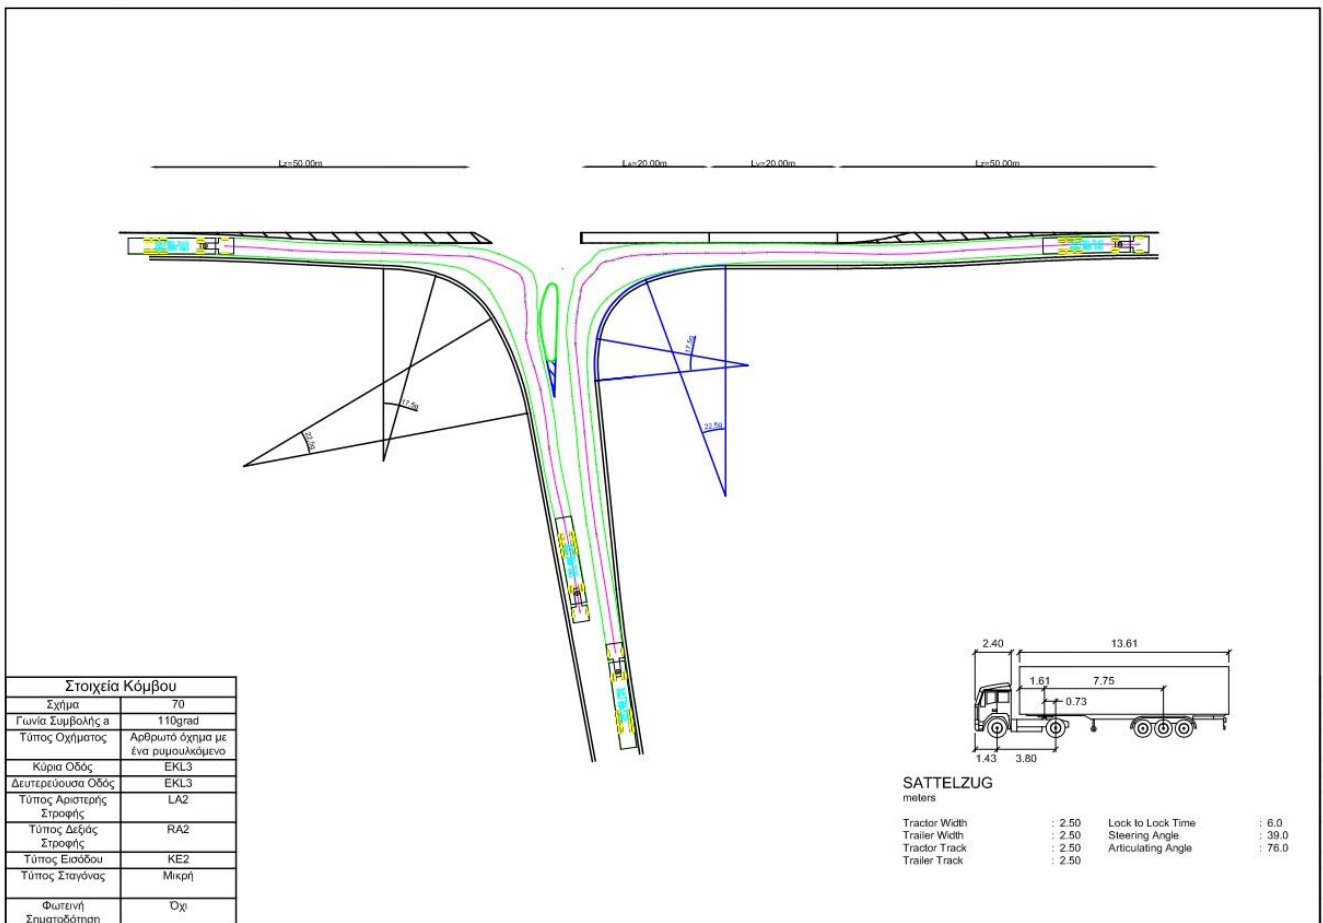 Lz=50.00m
LA=20.00m
Lv=20.00m
Lz=50.00m
17.5g
22.5g
17.5g
22.5g
Στοιχεία Κόμβου
Σχήμα 70
Γωνία Συμβολής a 110grad
Τύπος Οχήματος Αρθρωτό όχημα με
ένα ρυμουλκόμενο
Κύρια Οδός EKL3
Δευτερεύουσα Οδός EKL3
Τύπος Αριστερής LA2
Στροφής
Τύπος Δεξιάς RA2
Στροφής
Τύπος Εισόδου KE2
Τύπος Σταγόνας Μικρή
Φωτεινή Όχι
Σηματοδότηση
2.40 13.61
1.61 7.75
0.73
1.43 3.80
SATTELZUG
meters
Tractor Width : 2.50 Lock to Lock Time : 6.0
Trailer Width : 2.50 Steering Angle : 39.0
Tractor Track : 2.50 Articulating Angle : 76.0
Trailer Track : 2.50